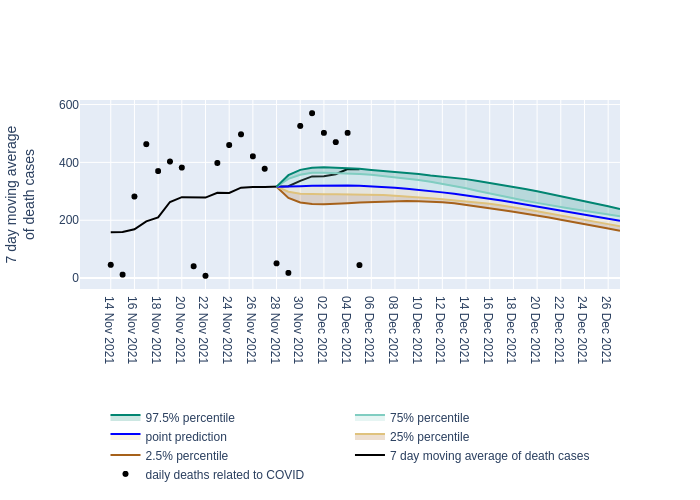 7 day moving average
of death cases
600
400
200
0
14 Nov 2021
16 Nov 2021
18 Nov 2021
20 Nov 2021
22 Nov 2021
24 Nov 2021
26 Nov 2021
28 Nov 2021
30 Nov 2021
02 Dec 2021
04 Dec 2021
06 Dec 2021
08 Dec 2021
10 Dec 2021
12 Dec 2021
14 Dec 2021
16 Dec 2021
18 Dec 2021
20 Dec 2021
22 Dec 2021
24 Dec 2021
26 Dec 2021
97.5% percentile
75% percentile
point prediction
25% percentile
2.5% percentile
7 day moving average of death cases
daily deaths related to COVID